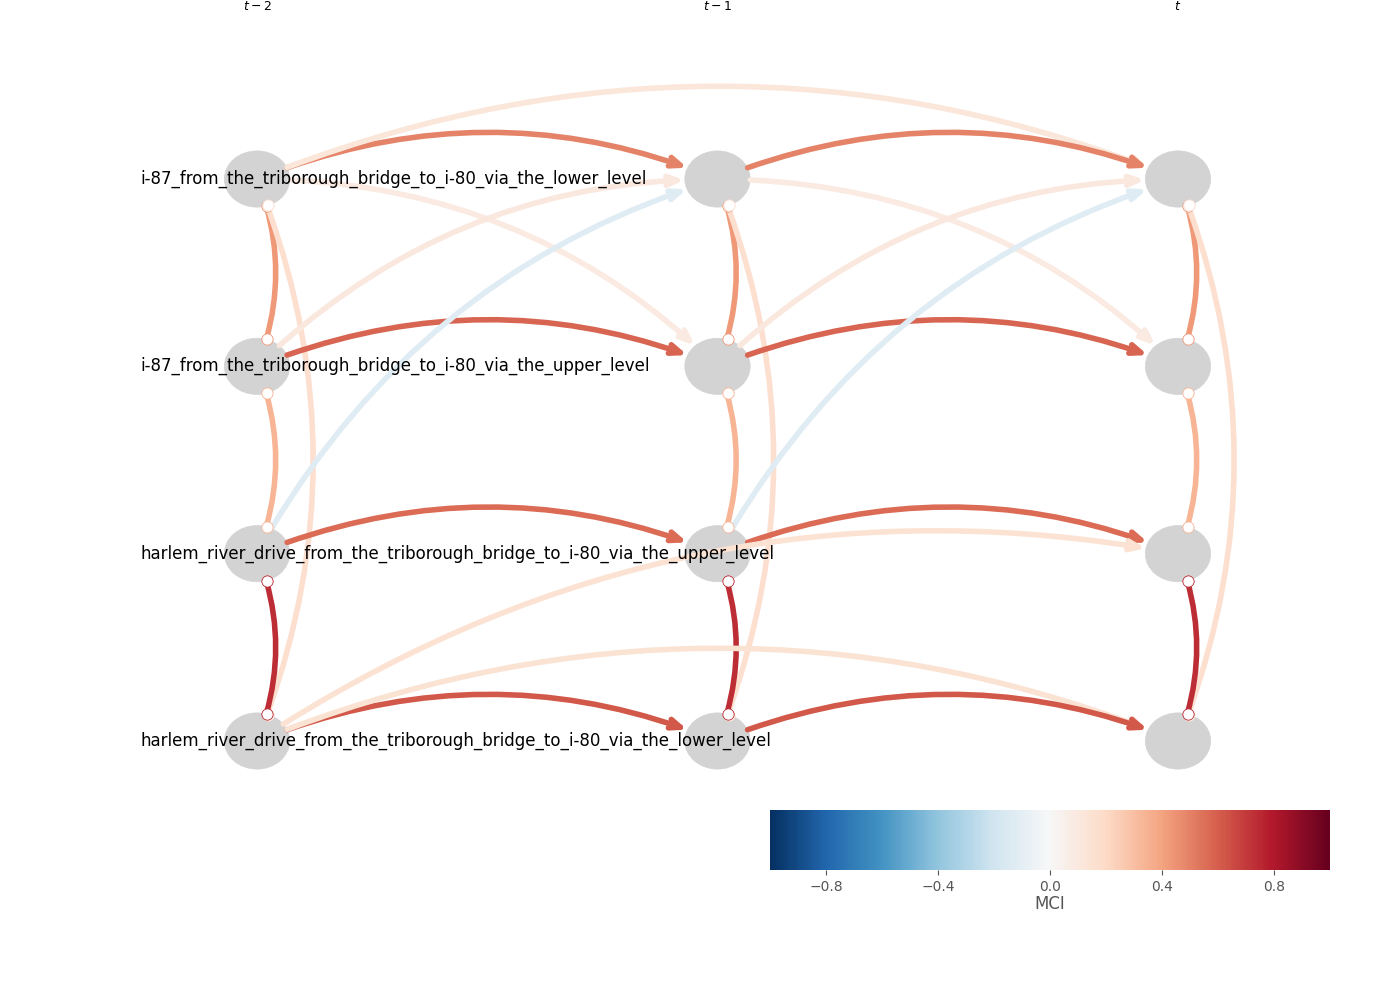 t − 2 t − 1 t
i-87_from_the_triborough_bridge_to_i-80_via_the_lower_level
i-87_from_the_triborough_bridge_to_i-80_via_the_upper_level
harlem_river_drive_from_the_triborough_bridge_to_i-80_via_the_upper_level
harlem_river_drive_from_the_triborough_bridge_to_i-80_via_the_lower_level
−0.8 −0.4 0.0 0.4 0.8
MCI